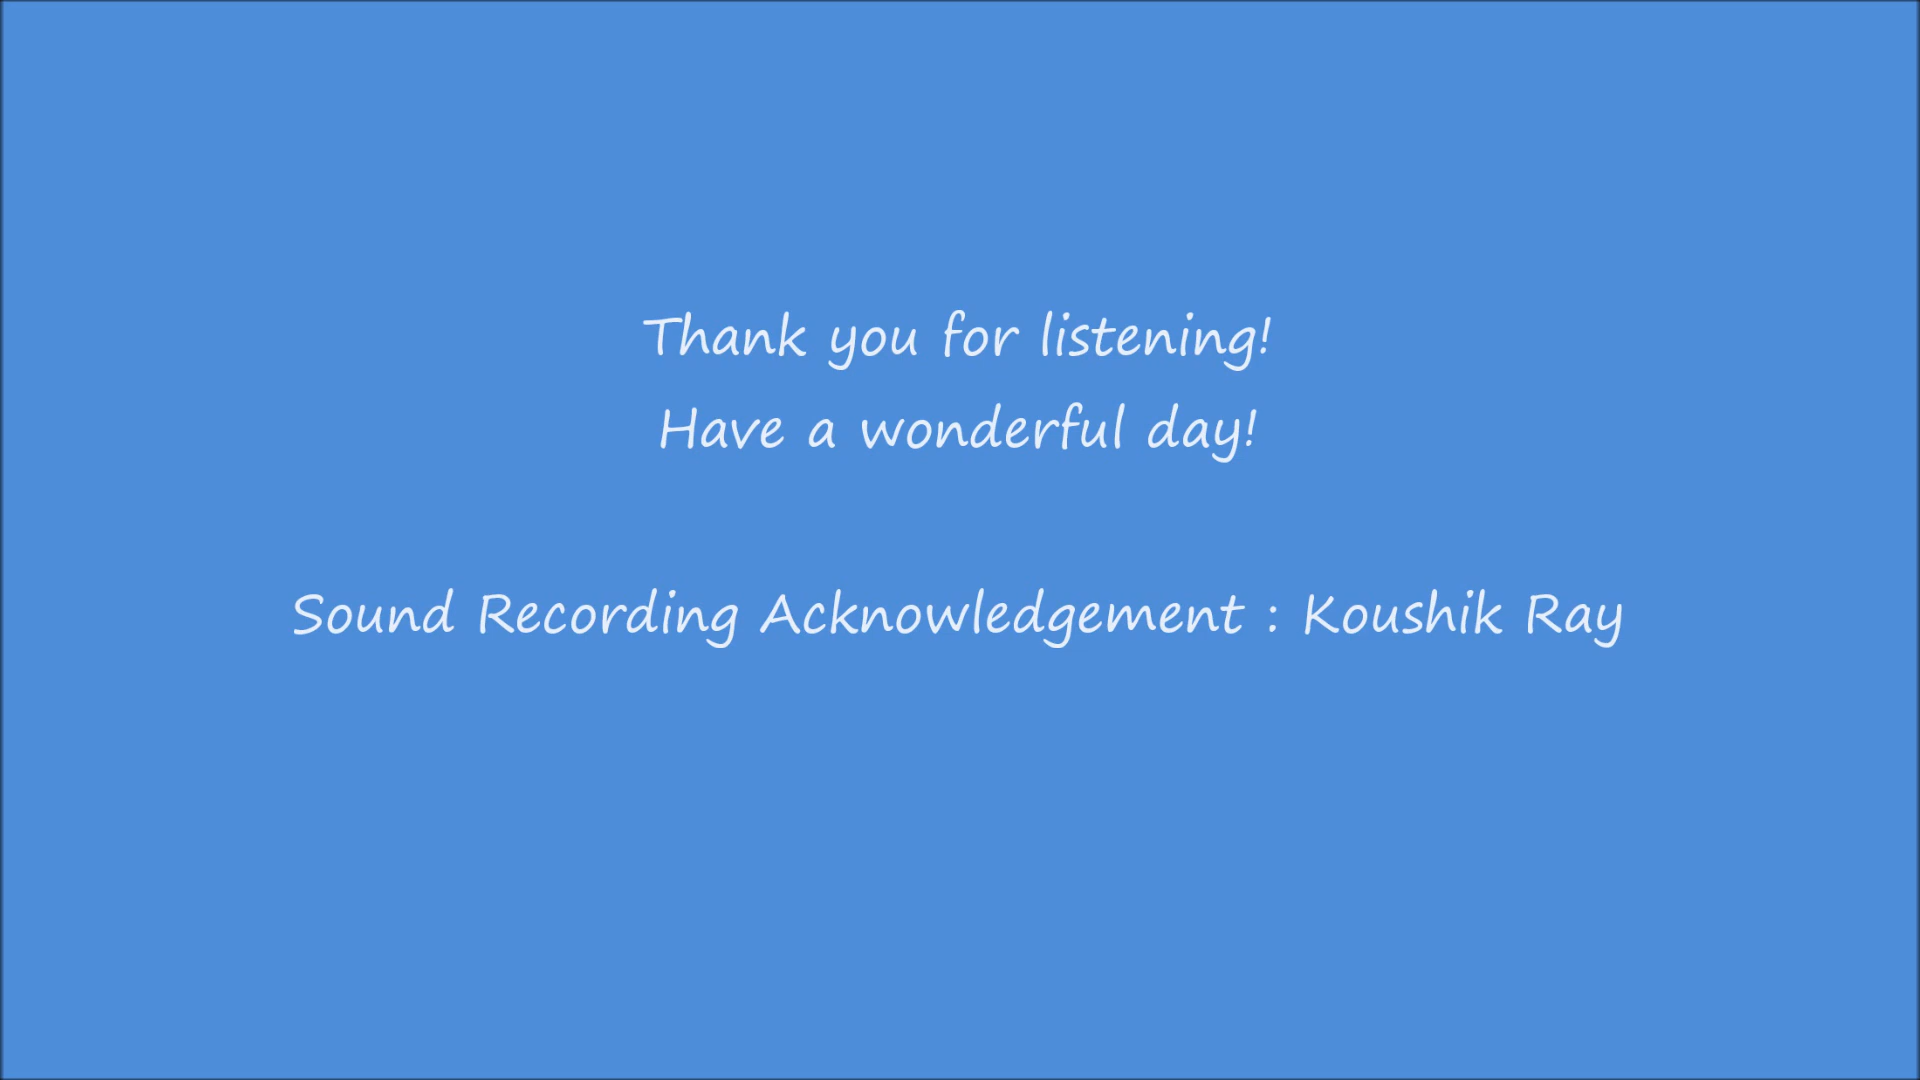 Thank you for listening!
Have a wonderful day!
Sound Recording Acknowledgement : Koushik Ray